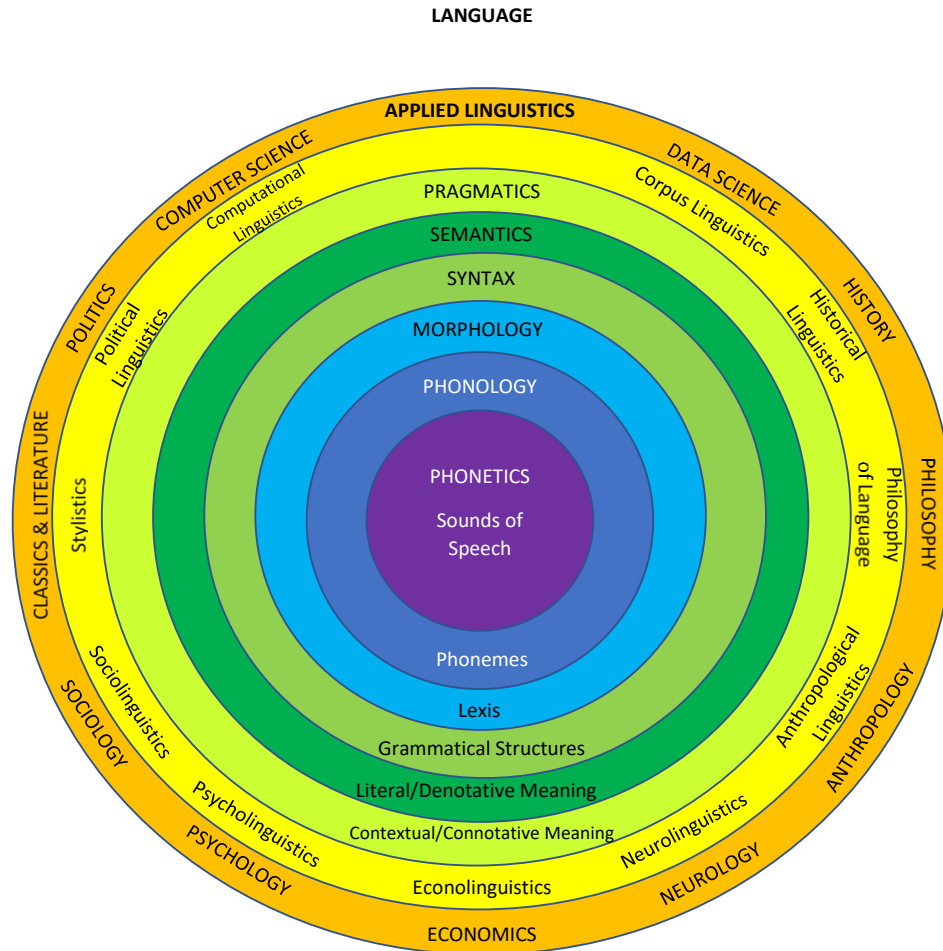 LANGUAGE
APPLIED LINGUISTICS
COMPUTER SCIENCE
DATA SCIENCE
Computational
Linguistics
Corpus Linguistics
PRAGMATICS
SEMANTICS
POLITICS
Political
Linguistics
HISTORY
Historical
Linguistics
SYNTAX
MORPHOLOGY
PHONOLOGY
CLASSICS & LITERATURE
Stylistics
PHONETICS
Sounds of
Speech
PHILOSOPHY
Philosophy
of Language
Phonemes
Lexis
Grammatical Structures
Literal/Denotative Meaning
Contextual/Connotative Meaning
SOCIOLOGY
Sociolinguistics
ANTHROPOLOGY
Anthropological
Linguistics
PSYCHOLOGY
Psycholinguistics
NEUROLOGY
Neurolinguistics
Econolinguistics
ECONOMICS